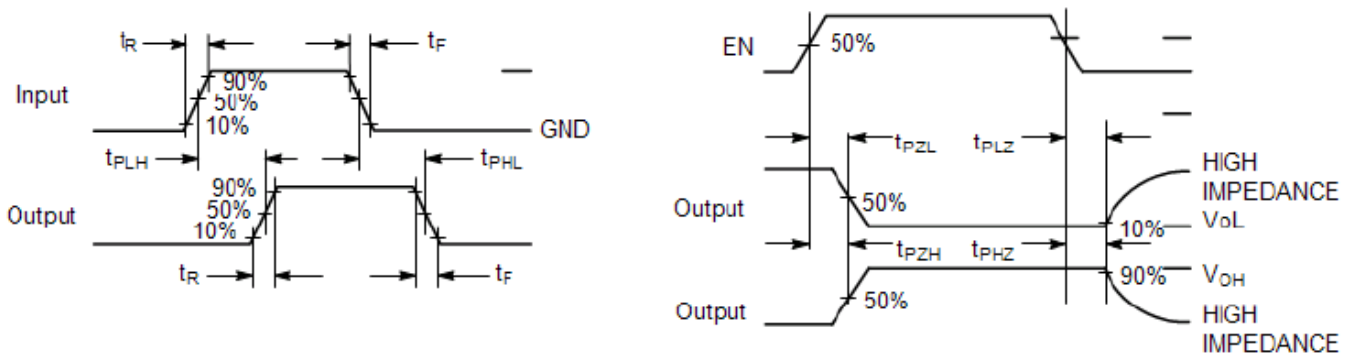 tR
tF
Input
90%
50%
10%
GND
tPLH
tPHL
Output
90%
50%
10%
tR
tF
EN
50%
tPZL
tPLZ
HIGH
IMPEDANCE
Output
50%
10%
VoL
tPZH
tPHZ
90%
VOH
Output
50%
HIGH
IMPEDANCE